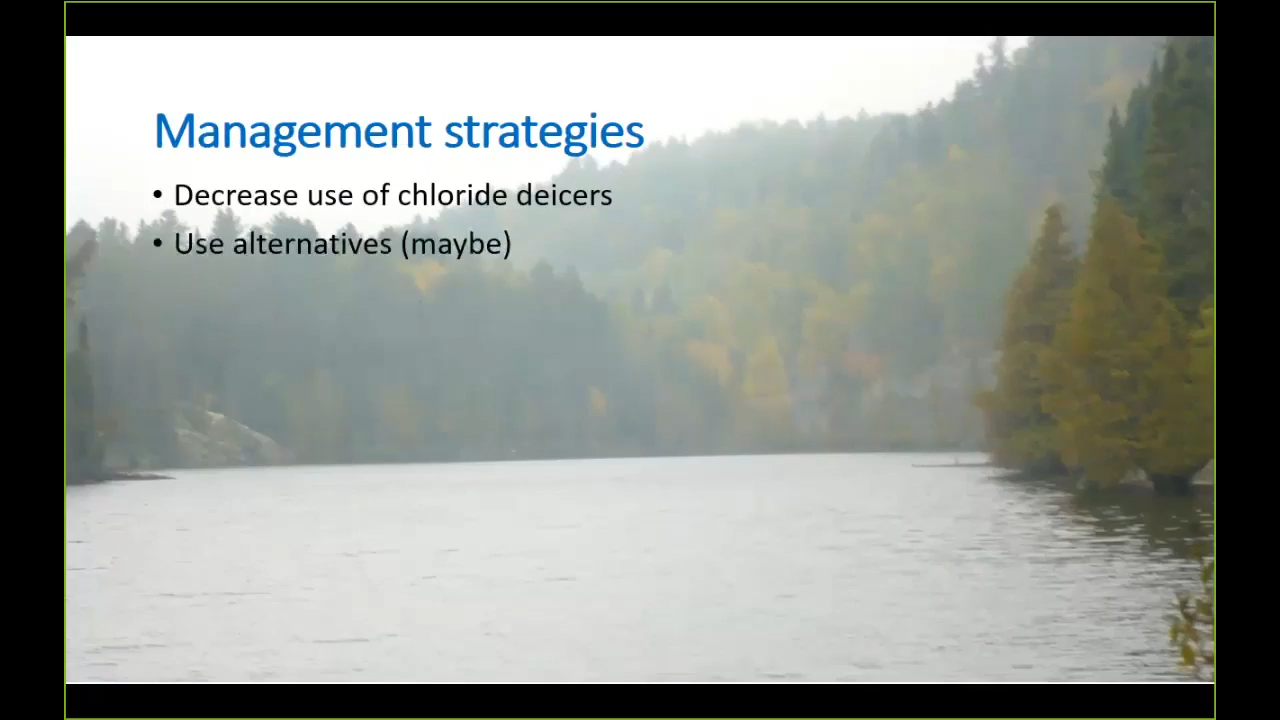 Management strategies
• Decrease use of chloride deicers
• Use alternatives (maybe)